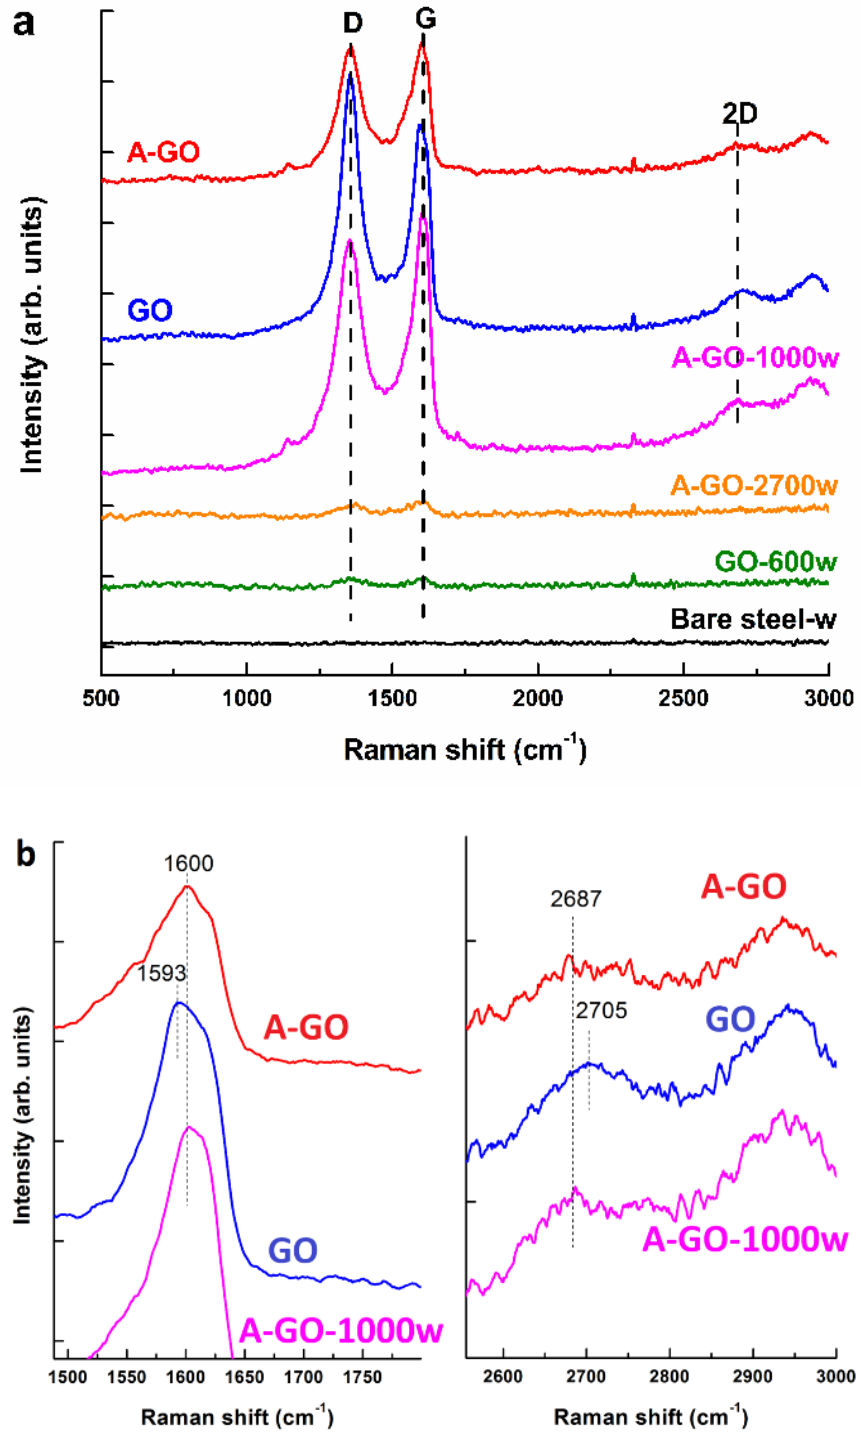 a
D
G
2D
A-GO
GO
A-GO-1000w
A-GO-2700w
GO-600w
Bare steel-w
Intensity (arb. units)
500 1000 1500 2000 2500 3000
Raman shift (cm⁻¹)
b
1600
1593
A-GO
GO
A-GO-1000w
Intensity (arb. units)
1500 1550 1600 1650 1700 1750
Raman shift (cm⁻¹)
2687
A-GO
2705
GO
A-GO-1000w
2600 2700 2800 2900 3000
Raman shift (cm⁻¹)